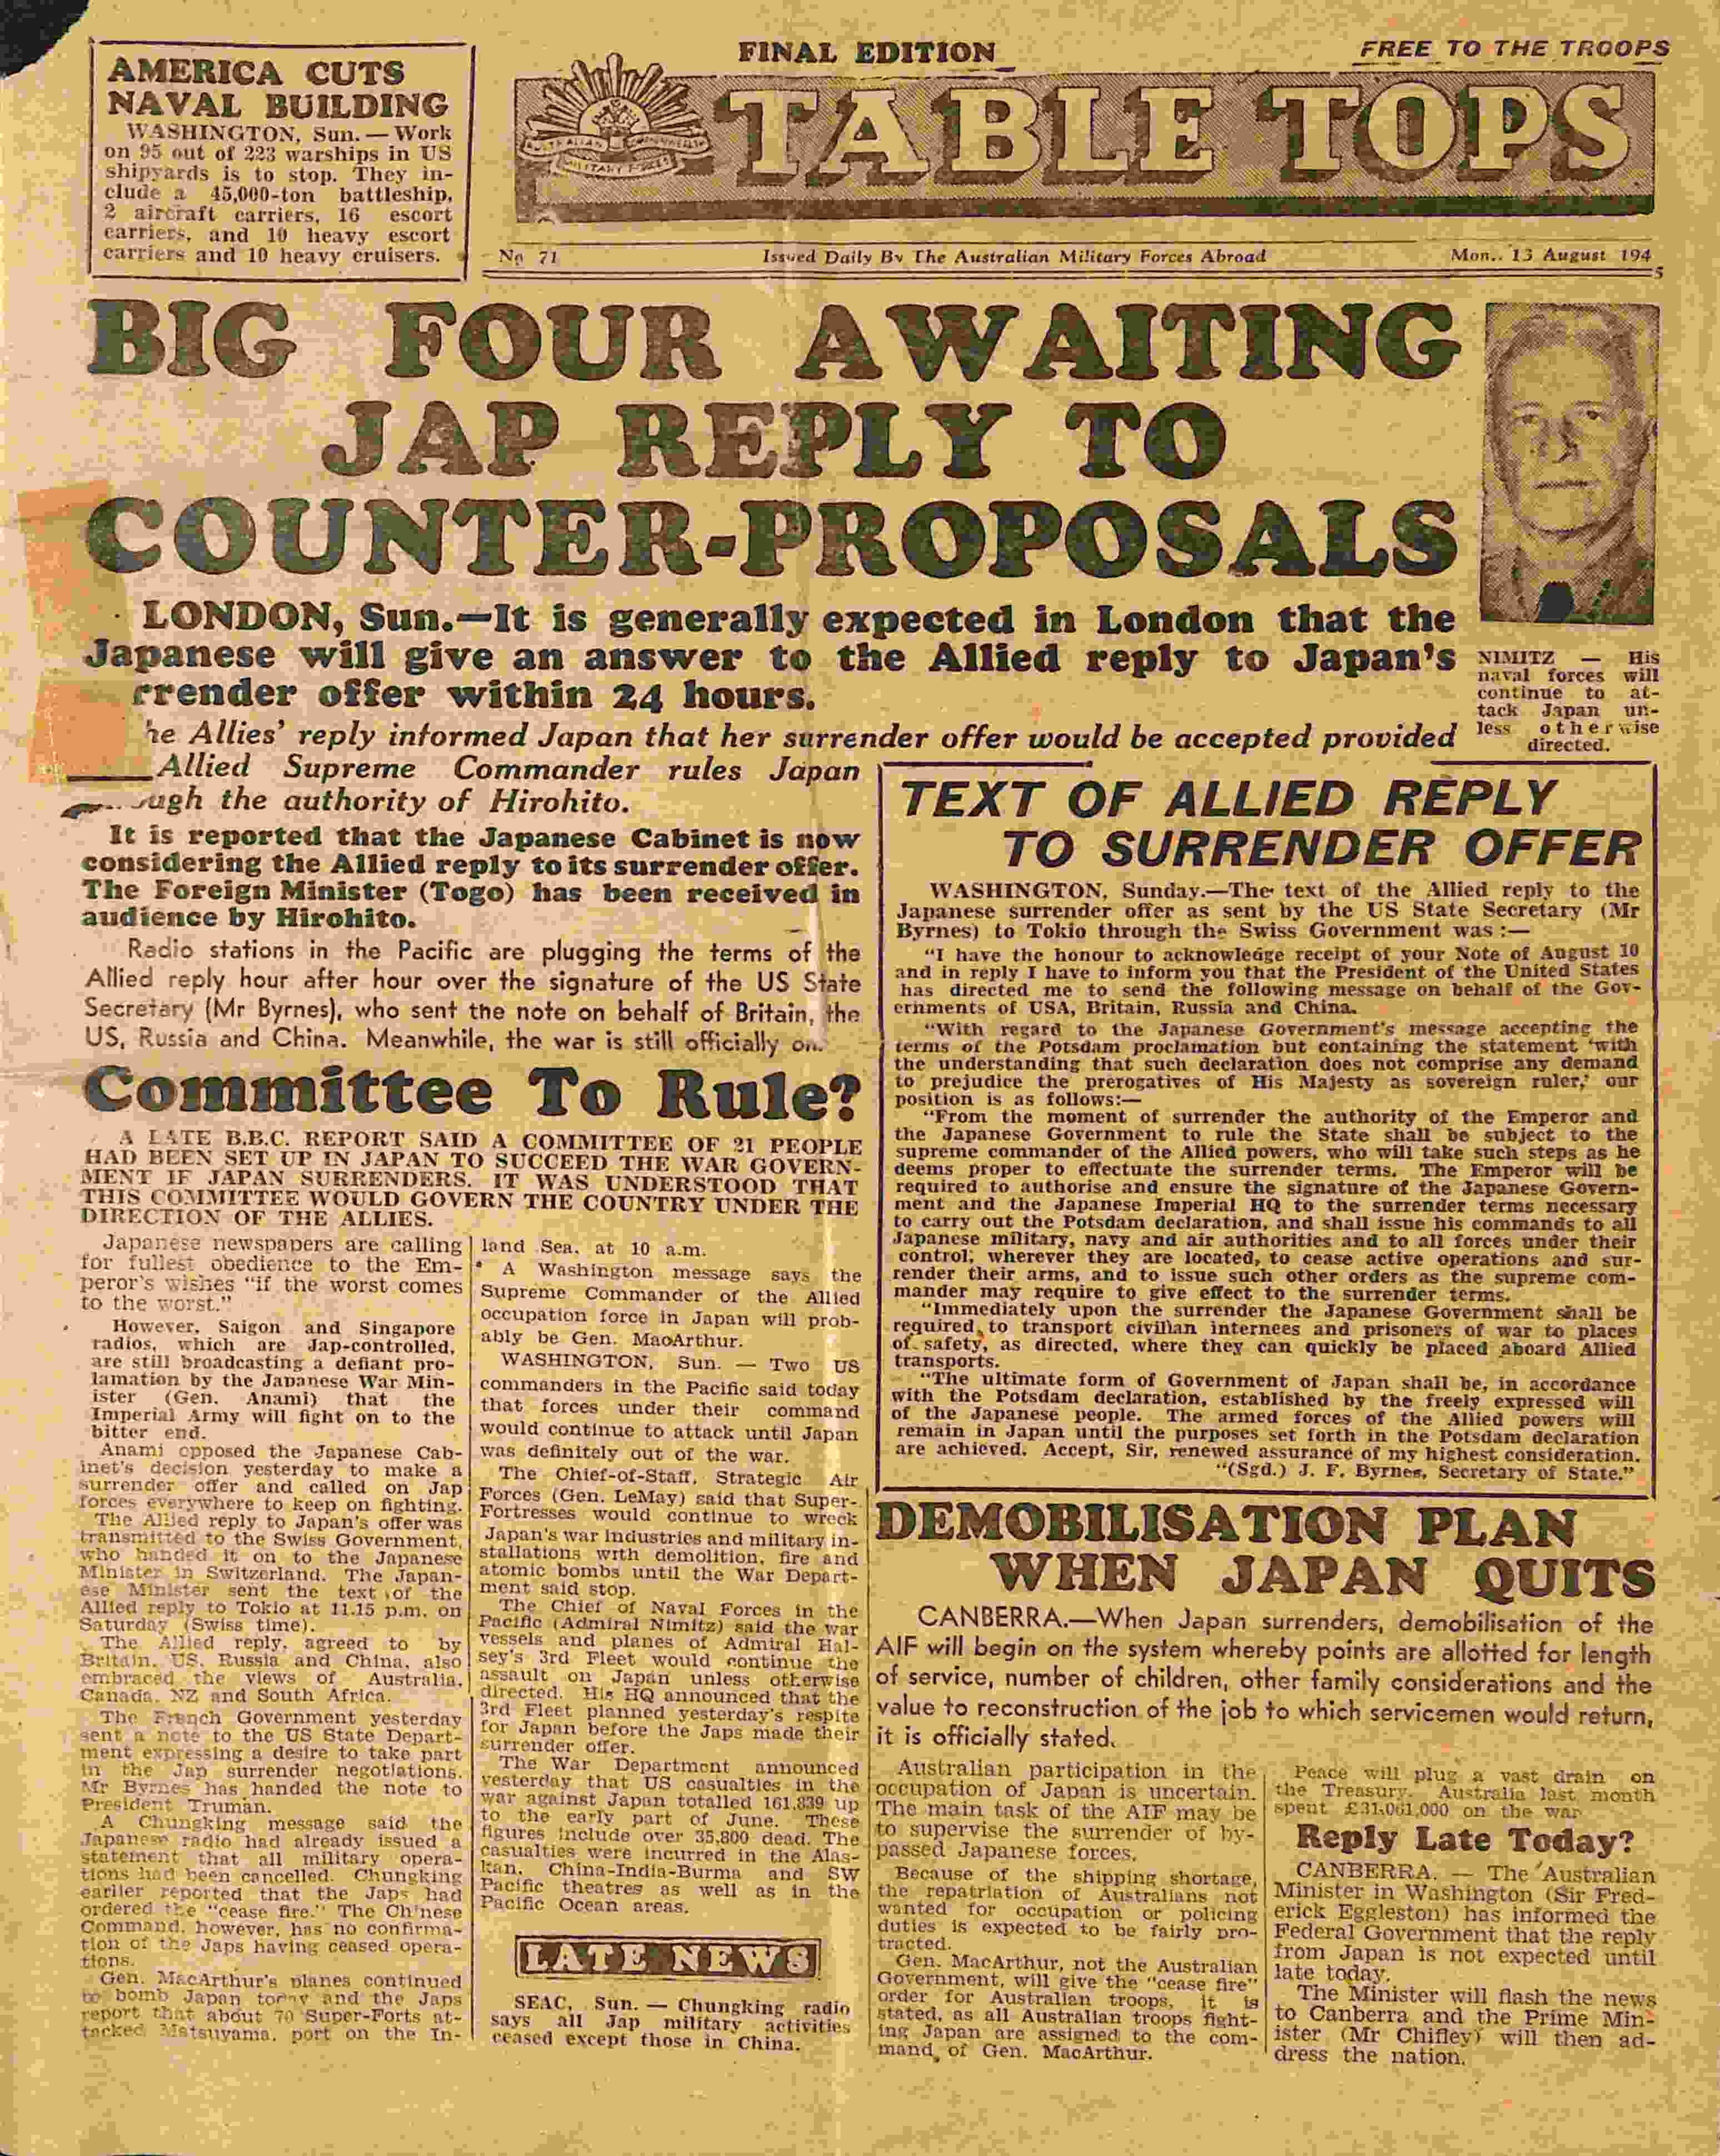 AMERICA CUTS
NAVAL BUILDING
WASHINGTON, Sun. — Work
on 95 out of 223 warships in US
shipyards is to stop. They in-
clude a 45,000-ton battleship,
2 aircraft carriers, 16 escort
carriers, and 10 heavy escort
carriers and 10 heavy cruisers.
FINAL EDITION
FREE TO THE TROOPS
AUSTRALIAN COMMONWEALTH
MILITARY FORCES
TABLE TOPS
No 71 Issued Daily By The Australian Military Forces Abroad Mon.. 13 August 194
5
BIG FOUR AWAITING
JAP REPLY TO
COUNTER-PROPOSALS
LONDON, Sun.—It is generally expected in London that the
Japanese will give an answer to the Allied reply to Japan's
rrender offer within 24 hours.
he Allies' reply informed Japan that her surrender offer would be accepted provided
Allied Supreme Commander rules Japan
ugh the authority of Hirohito.
It is reported that the Japanese Cabinet is now
considering the Allied reply to its surrender offer.
The Foreign Minister (Togo) has been received in
audience by Hirohito.
Radio stations in the Pacific are plugging the terms of the
Allied reply hour after hour over the signature of the US State
Secretary (Mr Byrnes), who sent the note on behalf of Britain, the
US, Russia and China. Meanwhile, the war is still officially on.
NIMITZ — His
naval forces will
continue to at-
tack Japan un-
less otherwise
directed.
Committee To Rule?
A LATE B.B.C. REPORT SAID A COMMITTEE OF 21 PEOPLE
HAD BEEN SET UP IN JAPAN TO SUCCEED THE WAR GOVERN-
MENT IF JAPAN SURRENDERS. IT WAS UNDERSTOOD THAT
THIS COMMITTEE WOULD GOVERN THE COUNTRY UNDER THE
DIRECTION OF THE ALLIES.
Japanese newspapers are calling
for fullest obedience to the Em-
peror's wishes "if the worst comes
to the worst."
However, Saigon and Singapore
radios, which are Jap-controlled,
are still broadcasting a defiant pro-
lamation by the Japanese War Min-
ister (Gen. Anami) that the
Imperial Army will fight on to the
bitter end.
Anami opposed the Japanese Cab-
inet's decision yesterday to make a
surrender offer and called on Jap
forces everywhere to keep on fighting.
The Allied reply to Japan's offer was
transmitted to the Swiss Government,
who handed it on to the Japanese
Minister in Switzerland. The Japan-
ese Minister sent the text of the
Allied reply to Tokio at 11.15 p.m. on
Saturday (Swiss time).
The Allied reply, agreed to by
Britain, US, Russia and China, also
embraced the views of Australia,
Canada, NZ and South Africa.
The French Government yesterday
sent a note to the US State Depart-
ment expressing a desire to take part
in the Jap surrender negotiations.
Mr Byrnes has handed the note to
President Truman.
A Chungking message said the
Japanese radio had already issued a
statement that all military opera-
tions had been cancelled. Chungking
earlier reported that the Japs had
ordered the "cease fire." The Chinese
Command, however, has no confirma-
tion of the Japs having ceased opera-
tions.
Gen. MacArthur's planes continued
to bomb Japan today and the Japs
report that about 70 Super-Forts at-
tacked Matsuyama, port on the In-
land Sea, at 10 a.m.
A Washington message says the
Supreme Commander of the Allied
occupation force in Japan will prob-
ably be Gen. MacArthur.
WASHINGTON, Sun. — Two US
commanders in the Pacific said today
that forces under their command
would continue to attack until Japan
was definitely out of the war.
The Chief-of-Staff, Strategic Air
Forces (Gen. LeMay) said that Super-
Fortresses would continue to wreck
Japan's war industries and military in-
stallations with demolition, fire and
atomic bombs until the War Depart-
ment said stop.
The Chief of Naval Forces in the
Pacific (Admiral Nimitz) said the war
vessels and planes of Admiral Hal-
sey's 3rd Fleet would continue the
assault on Japan unless otherwise
directed. His HQ announced that the
3rd Fleet planned yesterday's respite
for Japan before the Japs made their
surrender offer.
The War Department announced
yesterday that US casualties in the
war against Japan totalled 161,839 up
to the early part of June. These
figures include over 35,800 dead. The
casualties were incurred in the Alas-
kan, China-India-Burma and SW
Pacific theatres as well as in the
Pacific Ocean areas.
LATE NEWS
SEAC, Sun. — Chungking radio
says all Jap military activities
ceased except those in China.
TEXT OF ALLIED REPLY
TO SURRENDER OFFER
WASHINGTON, Sunday.—The text of the Allied reply to the
Japanese surrender offer as sent by the US State Secretary (Mr
Byrnes) to Tokio through the Swiss Government was :—
"I have the honour to acknowledge receipt of your Note of August 10
and in reply I have to inform you that the President of the United States
has directed me to send the following message on behalf of the Gov-
ernments of USA, Britain, Russia and China.
"With regard to the Japanese Government's message accepting the
terms of the Potsdam proclamation but containing the statement 'with
the understanding that such declaration does not comprise any demand
to prejudice the prerogatives of His Majesty as sovereign ruler,' our
position is as follows:—
"From the moment of surrender the authority of the Emperor and
the Japanese Government to rule the State shall be subject to the
supreme commander of the Allied powers, who will take such steps as he
deems proper to effectuate the surrender terms. The Emperor will be
required to authorise and ensure the signature of the Japanese Govern-
ment and the Japanese Imperial HQ to the surrender terms necessary
to carry out the Potsdam declaration, and shall issue his commands to all
Japanese military, navy and air authorities and to all forces under their
control, wherever they are located, to cease active operations and sur-
render their arms, and to issue such other orders as the supreme com-
mander may require to give effect to the surrender terms.
"Immediately upon the surrender the Japanese Government shall be
required to transport civilian internees and prisoners of war to places
of safety, as directed, where they can quickly be placed aboard Allied
transports.
"The ultimate form of Government of Japan shall be, in accordance
with the Potsdam declaration, established by the freely expressed will
of the Japanese people. The armed forces of the Allied powers will
remain in Japan until the purposes set forth in the Potsdam declaration
are achieved. Accept, Sir, renewed assurance of my highest consideration.
"(Sgd.) J. F. Byrnes, Secretary of State."
DEMOBILISATION PLAN
WHEN JAPAN QUITS
CANBERRA.—When Japan surrenders, demobilisation of the
AIF will begin on the system whereby points are allotted for length
of service, number of children, other family considerations and the
value to reconstruction of the job to which servicemen would return,
it is officially stated.
Australian participation in the
occupation of Japan is uncertain.
The main task of the AIF may be
to supervise the surrender of by-
passed Japanese forces.
Because of the shipping shortage,
the repatriation of Australians not
wanted for occupation or policing
duties is expected to be fairly pro-
tracted.
Gen. MacArthur, not the Australian
Government, will give the "cease fire"
order for Australian troops, it is
stated, as all Australian troops fight-
ing Japan are assigned to the com-
mand of Gen. MacArthur.
Peace will plug a vast drain on
the Treasury. Australia last month
spent £31,061,000 on the war
Reply Late Today?
CANBERRA. — The Australian
Minister in Washington (Sir Fred-
erick Eggleston) has informed the
Federal Government that the reply
from Japan is not expected until
late today.
The Minister will flash the news
to Canberra and the Prime Min-
ister (Mr Chifley) will then ad-
dress the nation.